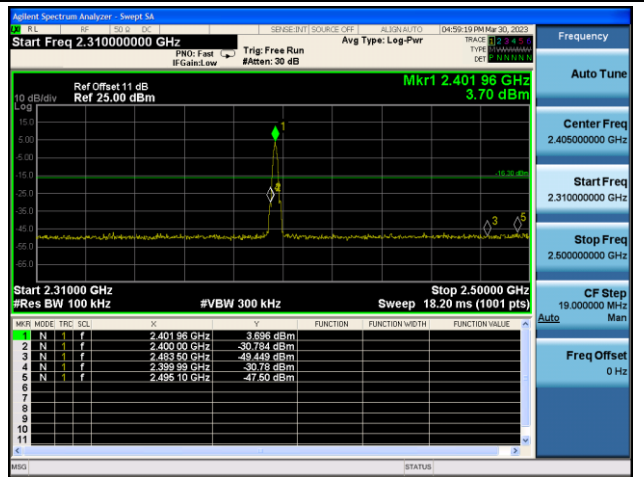 Agilent Spectrum Analyzer - Swept SA
RL RF 50 Ω DC SENSE:INT SOURCE OFF ALIGN AUTO 04:59:19 PM Mar 30, 2023
Start Freq 2.310000000 GHz
PNO: Fast
IFGain:Low
Trig: Free Run
#Atten: 30 dB
Avg Type: Log-Pwr
TRACE 1 2 3 4 5 6
TYPE M W W W W W
DET P N N N N N
Frequency
Auto Tune
Center Freq
2.405000000 GHz
Start Freq
2.310000000 GHz
Stop Freq
2.500000000 GHz
CF Step
19.000000 MHz
Auto Man
Freq Offset
0 Hz
Mkr1 2.401 96 GHz
3.70 dBm
Ref Offset 11 dB
10 dB/div Ref 25.00 dBm
Log
15.0
5.00
-5.00
-15.0
-25.0
-35.0
-45.0
-55.0
-65.0
1
-16.30 dBm
3
5
Start 2.31000 GHz Stop 2.50000 GHz
#Res BW 100 kHz #VBW 300 kHz Sweep 18.20 ms (1001 pts)
MKR MODE TRC SCL X Y FUNCTION FUNCTION WIDTH FUNCTION VALUE
1 N 1 f 2.401 96 GHz 3.696 dBm
2 N 1 f 2.400 00 GHz -30.784 dBm
3 N 1 f 2.483 50 GHz -49.449 dBm
4 N 1 f 2.399 99 GHz -30.78 dBm
5 N 1 f 2.495 10 GHz -47.50 dBm
6
7
8
9
10
11
MSG STATUS